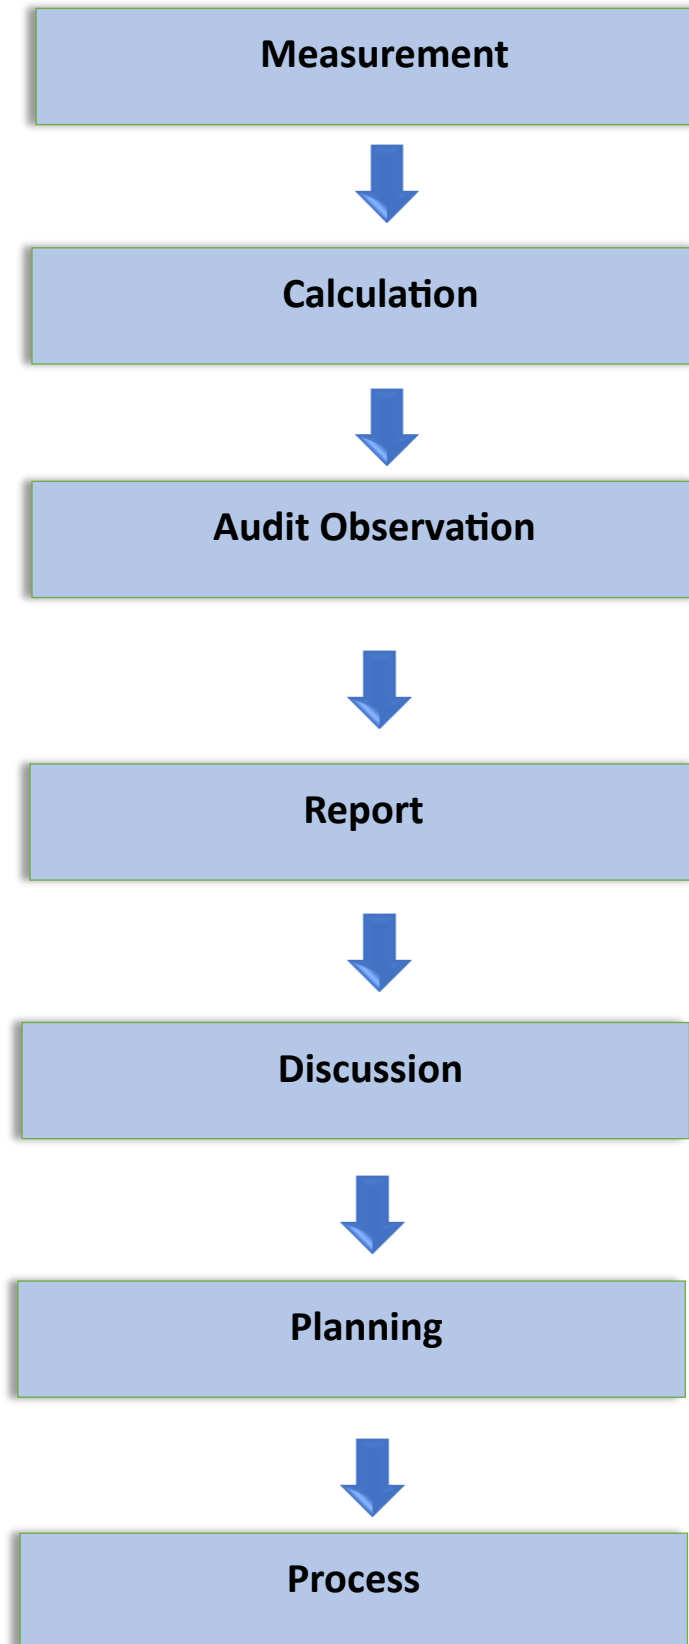 Measurement
Calculation
Audit Observation
Report
Discussion
Planning
Process